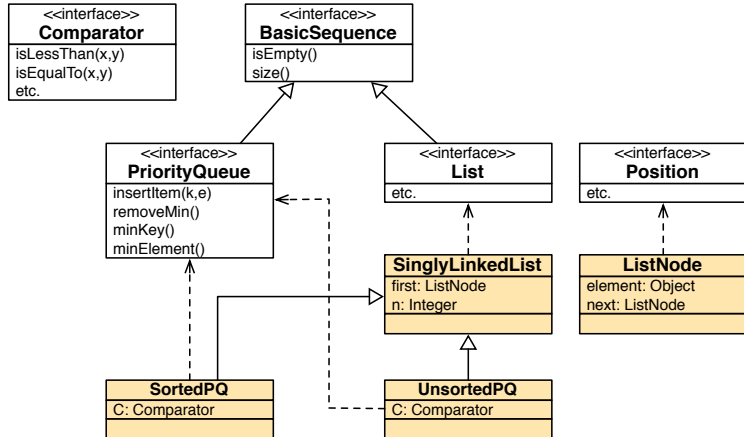 <<interface>>
Comparator
isLessThan(x,y)
isEqualTo(x,y)
etc.
<<interface>>
BasicSequence
isEmpty()
size()
<<interface>>
PriorityQueue
insertItem(k,e)
removeMin()
minKey()
minElement()
<<interface>>
List
etc.
<<interface>>
Position
etc.
SinglyLinkedList
first: ListNode
n: Integer
ListNode
element: Object
next: ListNode
SortedPQ
C: Comparator
UnsortedPQ
C: Comparator